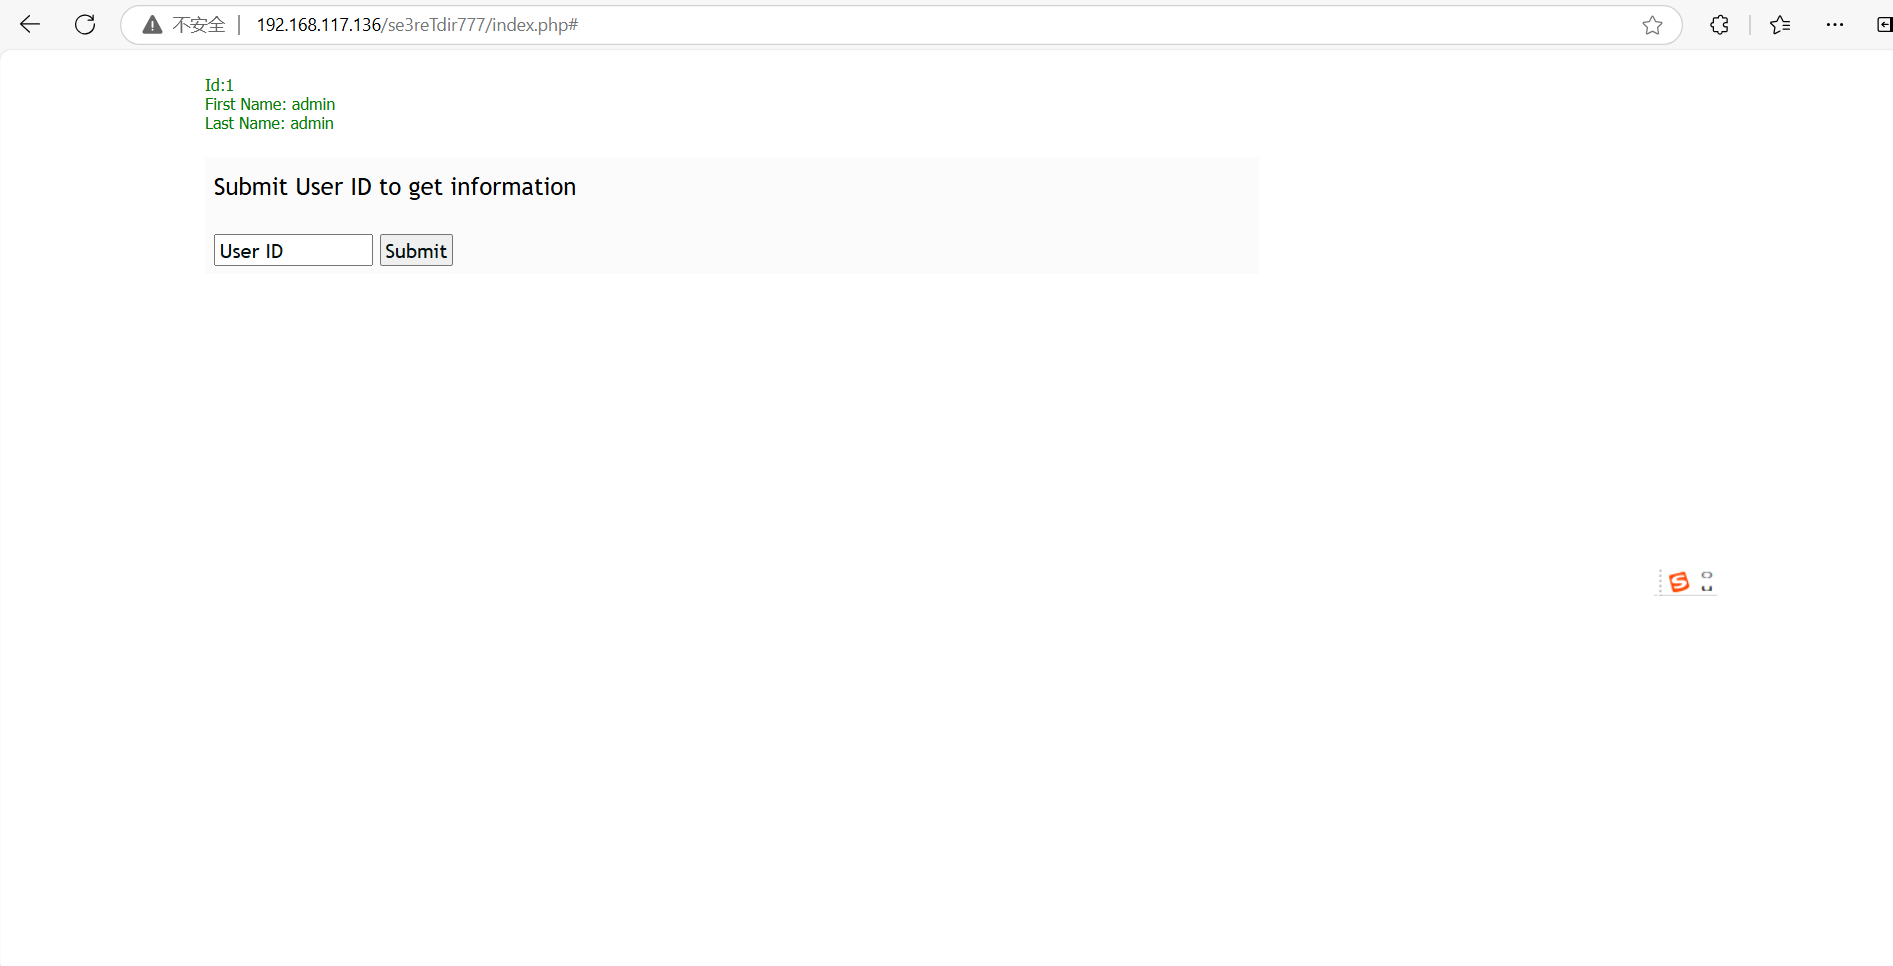 不安全 192.168.117.136/se3reTdir777/index.php#
Id:1
First Name: admin
Last Name: admin
Submit User ID to get information
User ID Submit